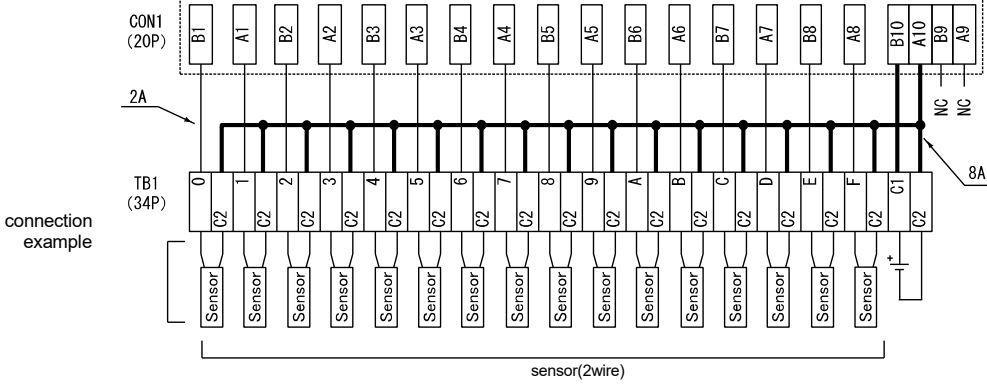 CON1
(20P)
B1 A1 B2 A2 B3 A3 B4 A4 B5 A5 B6 A6 B7 A7 B8 A8 B10 A10 B9 A9
NC NC
2A
8A
TB1
(34P)
0 C2 1 C2 2 C2 3 C2 4 C2 5 C2 6 C2 7 C2 8 C2 9 C2 A C2 B C2 C C2 D C2 E C2 F C2 C1 C2
connection
example
+
Sensor Sensor Sensor Sensor Sensor Sensor Sensor Sensor Sensor Sensor Sensor Sensor Sensor Sensor Sensor Sensor
sensor(2wire)